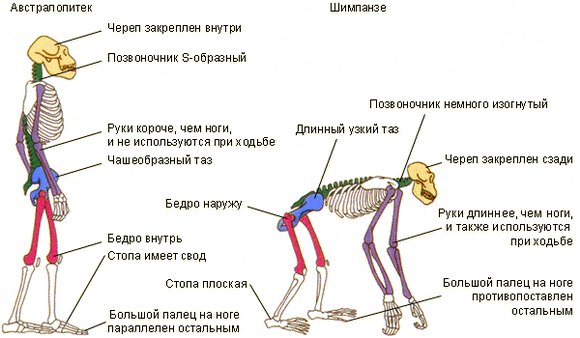 Австралопитек
Череп закреплен внутри
Позвоночник S-образный
Руки короче, чем ноги,
и не используются при ходьбе
Чашеобразный таз
Бедро внутрь
Стопа имеет свод
Большой палец на ноге
параллелен остальным
Шимпанзе
Позвоночник немного изогнутый
Длинный узкий таз
Череп закреплен сзади
Бедро наружу
Руки длиннее, чем ноги,
и также используются
при ходьбе
Стопа плоская
Большой палец на ноге
противопоставлен
остальным